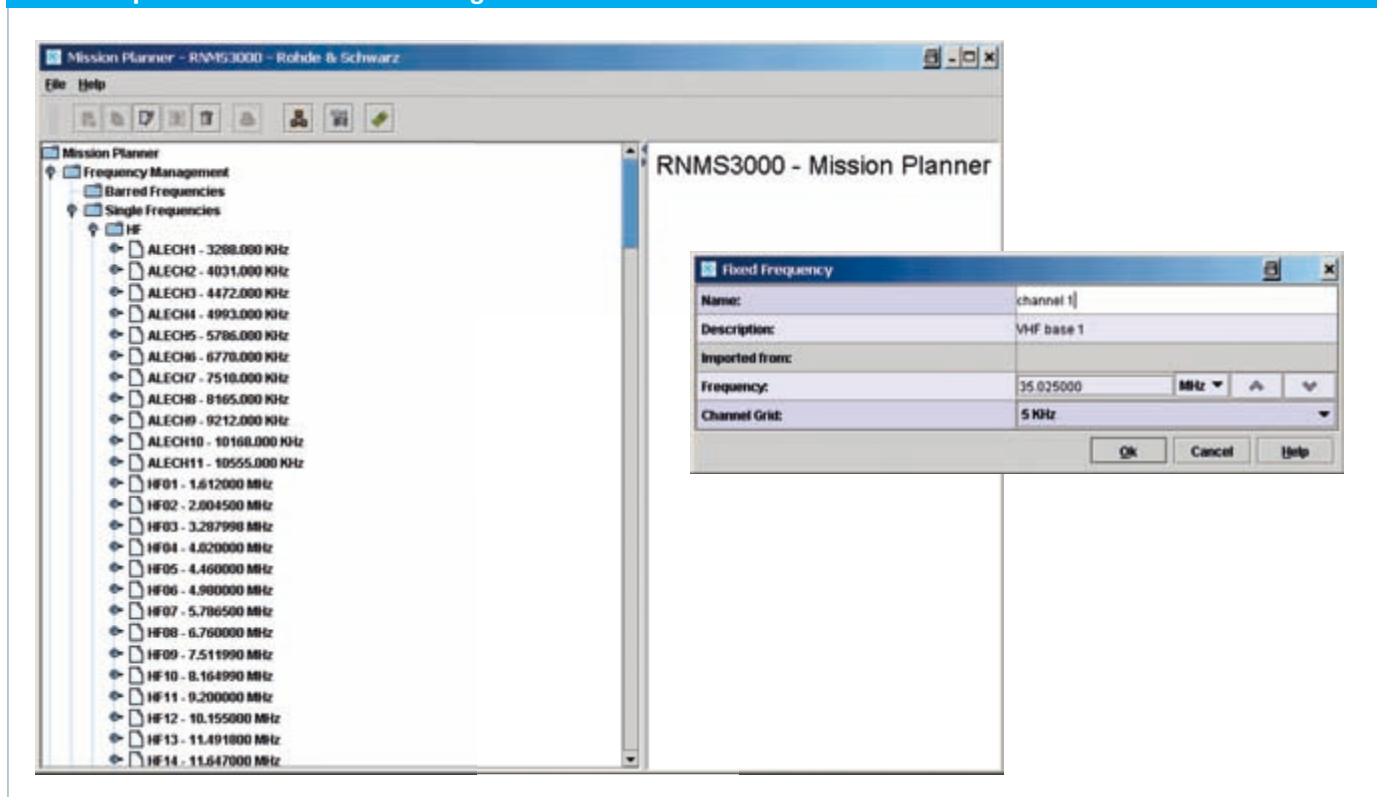 Mission Planner - RNMS3000 - Rohde & Schwarz
File Help
Mission Planner
Frequency Management
Barred Frequencies
Single Frequencies
HF
ALECH1 - 3288.000 KHz
ALECH2 - 4031.000 KHz
ALECH3 - 4472.000 KHz
ALECH4 - 4993.000 KHz
ALECH5 - 5786.000 KHz
ALECH6 - 6770.000 KHz
ALECH7 - 7510.000 KHz
ALECH8 - 8165.000 KHz
ALECH9 - 9212.000 KHz
ALECH10 - 10168.000 KHz
ALECH11 - 10555.000 KHz
HF01 - 1.612000 MHz
HF02 - 2.004500 MHz
HF03 - 3.287998 MHz
HF04 - 4.020000 MHz
HF05 - 4.460000 MHz
HF06 - 4.980000 MHz
HF07 - 5.786500 MHz
HF08 - 6.760000 MHz
HF09 - 7.511990 MHz
HF10 - 8.164990 MHz
HF11 - 9.200000 MHz
HF12 - 10.155000 MHz
HF13 - 11.491800 MHz
HF14 - 11.647000 MHz
RNMS3000 - Mission Planner
Fixed Frequency
Name: channel 1
Description: VHF base 1
Imported from:
Frequency: 35.025000 MHz
Channel Grid: 5 KHz
Ok Cancel Help